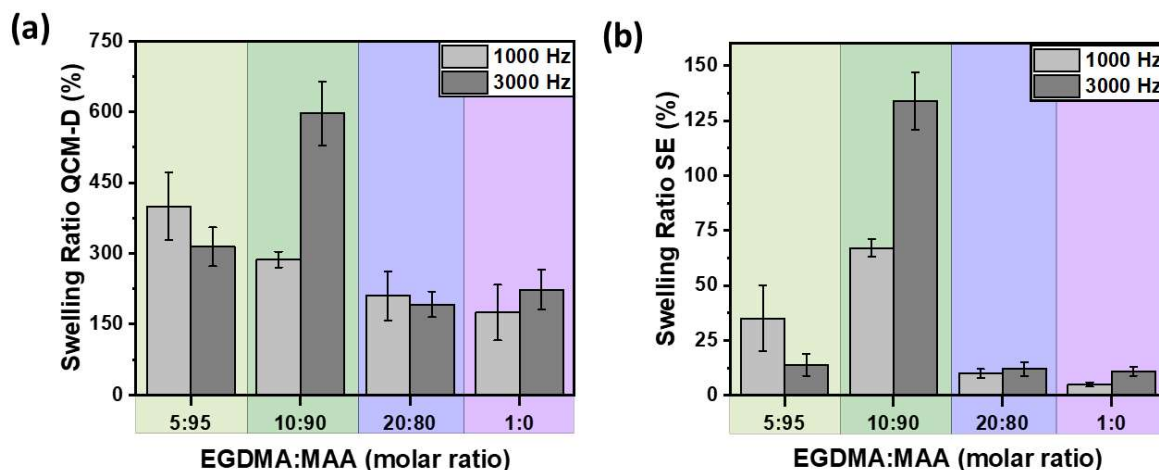 (a)
Swelling Ratio QCM-D (%)
750
600
450
300
150
0
1000 Hz
3000 Hz
5:95
10:90
20:80
1:0
EGDMA:MAA (molar ratio)
(b)
Swelling Ratio SE (%)
150
125
100
75
50
25
0
1000 Hz
3000 Hz
5:95
10:90
20:80
1:0
EGDMA:MAA (molar ratio)